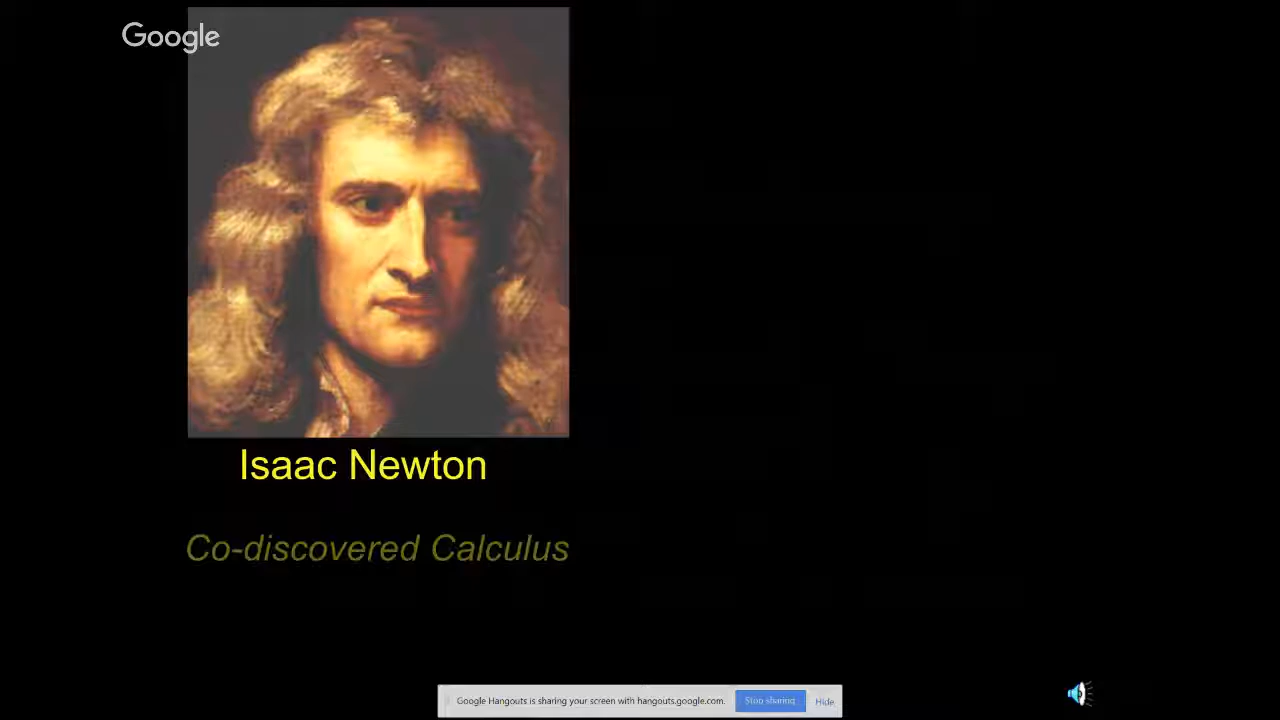 Google
Isaac Newton
Co-discovered Calculus
Google Hangouts is sharing your screen with hangouts.google.com. Stop sharing Hide